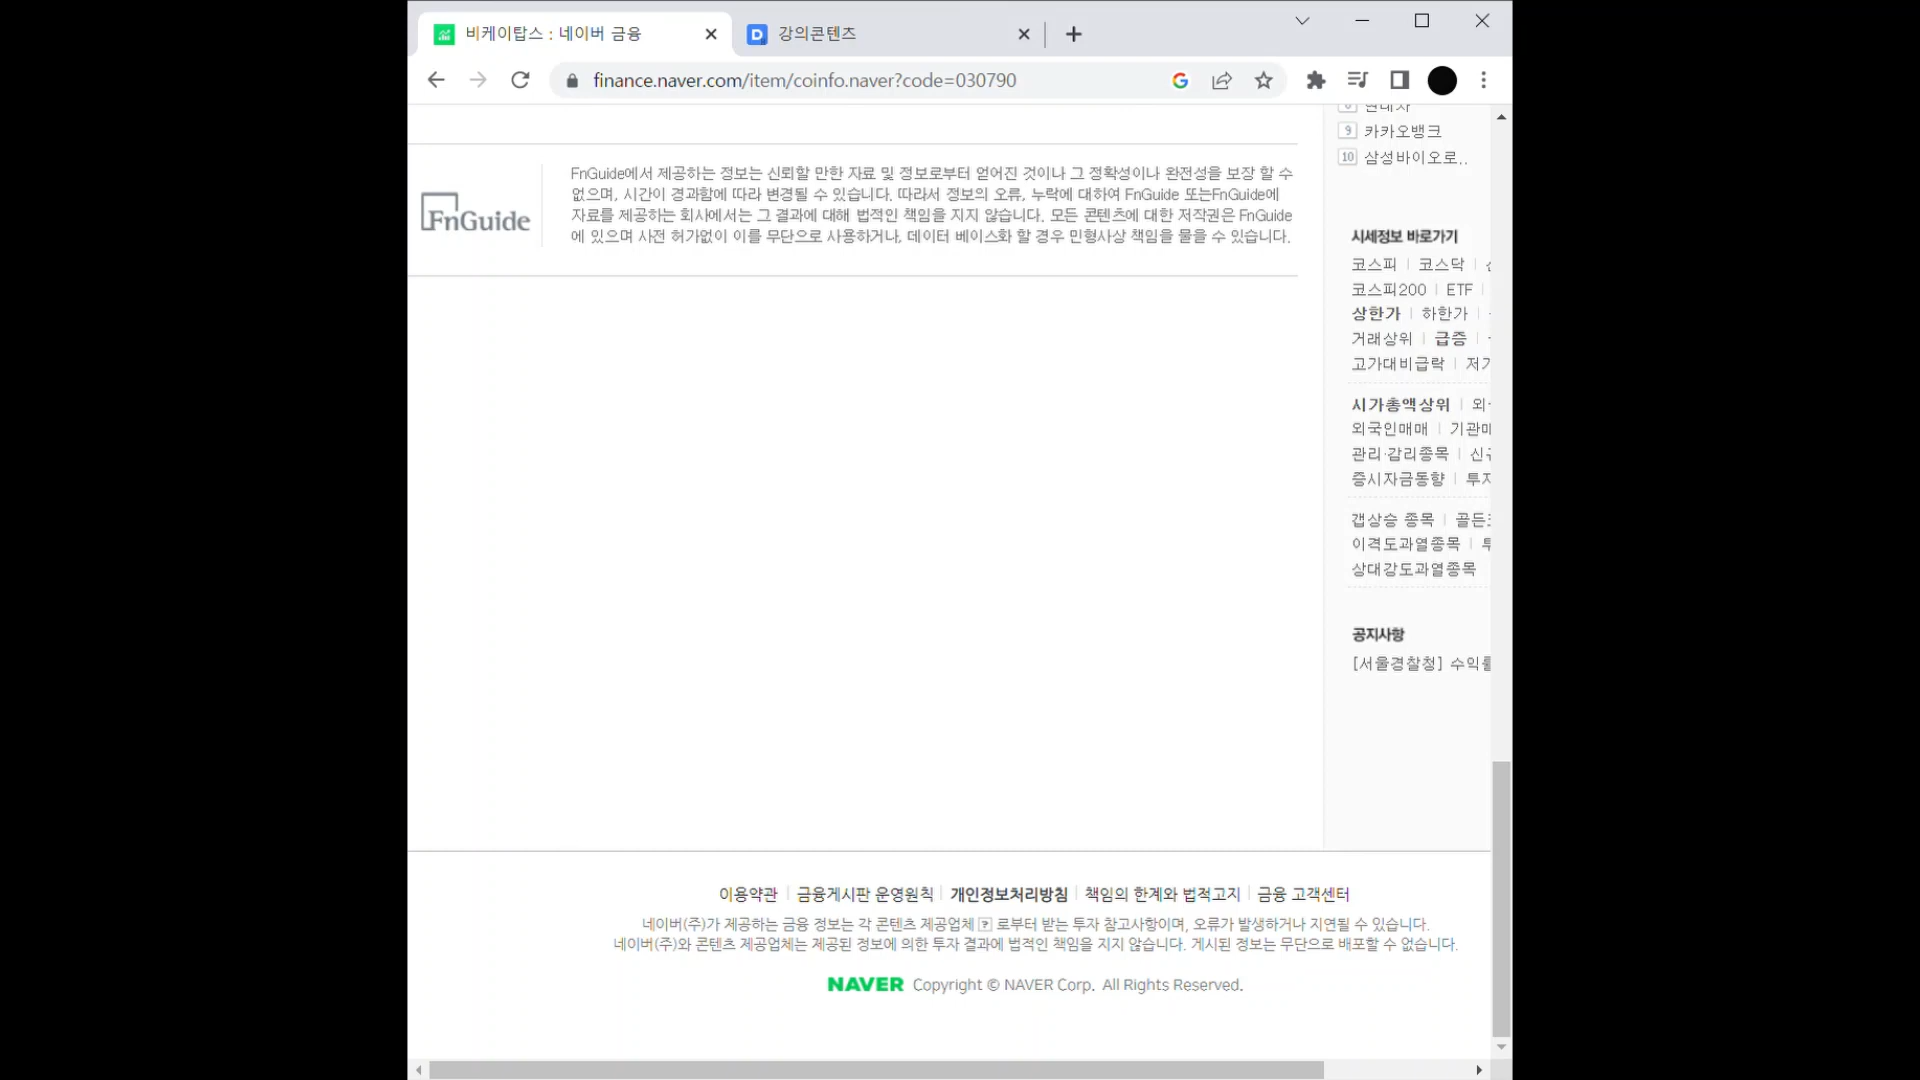 비케이탑스 : 네이버 금융
강의콘텐츠
finance.naver.com/item/coinfo.naver?code=030790
9 카카오뱅크
10 삼성바이오로..
FnGuide
FnGuide에서 제공하는 정보는 신뢰할 만한 자료 및 정보로부터 얻어진 것이나 그 정확성이나 완전성을 보장 할 수
없으며, 시간이 경과함에 따라 변경될 수 있습니다. 따라서 정보의 오류, 누락에 대하여 FnGuide 또는FnGuide에
자료를 제공하는 회사에서는 그 결과에 대해 법적인 책임을 지지 않습니다. 모든 콘텐츠에 대한 저작권은 FnGuide
에 있으며 사전 허가없이 이를 무단으로 사용하거나, 데이터 베이스화 할 경우 민형사상 책임을 물을 수 있습니다.
시세정보 바로가기
코스피 | 코스닥 |
코스피200 | ETF |
상한가 | 하한가 |
거래상위 | 급증 |
고가대비급락 |
시가총액상위 |
외국인매매 |
관리·감리종목 |
증시자금동향 |
갭상승 종목 |
이격도과열종목 |
상대강도과열종목
공지사항
[서울경찰청]
이용약관 | 금융게시판 운영원칙 | 개인정보처리방침 | 책임의 한계와 법적고지 | 금융 고객센터
네이버(주)가 제공하는 금융 정보는 각 콘텐츠 제공업체 ? 로부터 받는 투자 참고사항이며, 오류가 발생하거나 지연될 수 있습니다.
네이버(주)와 콘텐츠 제공업체는 제공된 정보에 의한 투자 결과에 법적인 책임을 지지 않습니다. 게시된 정보는 무단으로 배포할 수 없습니다.
NAVER Copyright © NAVER Corp. All Rights Reserved.